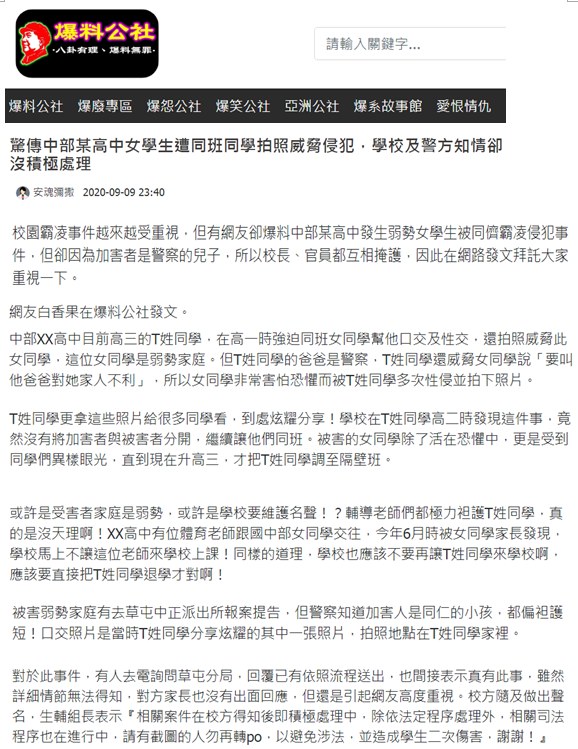 爆料公社
·八卦有理、爆料無罪·
請輸入關鍵字...
爆料公社 爆廢專區 爆怨公社 爆笑公社 亞洲公社 爆系故事館 愛恨情仇
驚傳中部某高中女學生遭同班同學拍照威脅侵犯，學校及警方知情卻
沒積極處理
安魂彌撒 2020-09-09 23:40
校園霸凌事件越來越受重視，但有網友卻爆料中部某高中發生弱勢女學生被同儕霸凌侵犯事
件，但卻因為加害者是警察的兒子，所以校長、官員都互相掩護，因此在網路發文拜託大家
重視一下。
網友白香果在爆料公社發文。
中部XX高中目前高三的T姓同學，在高一時強迫同班女同學幫他口交及性交，還拍照威脅此
女同學，這位女同學是弱勢家庭。但T姓同學的爸爸是警察，T姓同學還威脅女同學說「要叫
他爸爸對她家人不利」，所以女同學非常害怕恐懼而被T姓同學多次性侵並拍下照片。
T姓同學更拿這些照片給很多同學看，到處炫耀分享！學校在T姓同學高二時發現這件事，竟
然沒有將加害者與被害者分開，繼續讓他們同班。被害的女同學除了活在恐懼中，更是受到
同學們異樣眼光，直到現在升高三，才把T姓同學調至隔壁班。
或許是受害者家庭是弱勢，或許是學校要維護名聲！？輔導老師們都極力袒護T姓同學，真
的是沒天理啊！XX高中有位體育老師跟國中部女同學交往，今年6月時被女同學家長發現，
學校馬上不讓這位老師來學校上課！同樣的道理，學校也應該不要再讓T姓同學來學校啊，
應該要直接把T姓同學退學才對啊！
被害弱勢家庭有去草屯中正派出所報案提告，但警察知道加害人是同仁的小孩，都偏袒護
短！口交照片是當時T姓同學分享炫耀的其中一張照片，拍照地點在T姓同學家裡。
對於此事件，有人去電詢問草屯分局，回覆已有依照流程送出，也間接表示真有此事，雖然
詳細情節無法得知，對方家長也沒有出面回應，但還是引起網友高度重視。校方隨及做出聲
名，生輔組長表示『相關案件在校方得知後即積極處理中，除依法定程序處理外，相關司法
程序也在進行中，請有截圖的人勿再轉po，以避免涉法，並造成學生二次傷害，謝謝！』